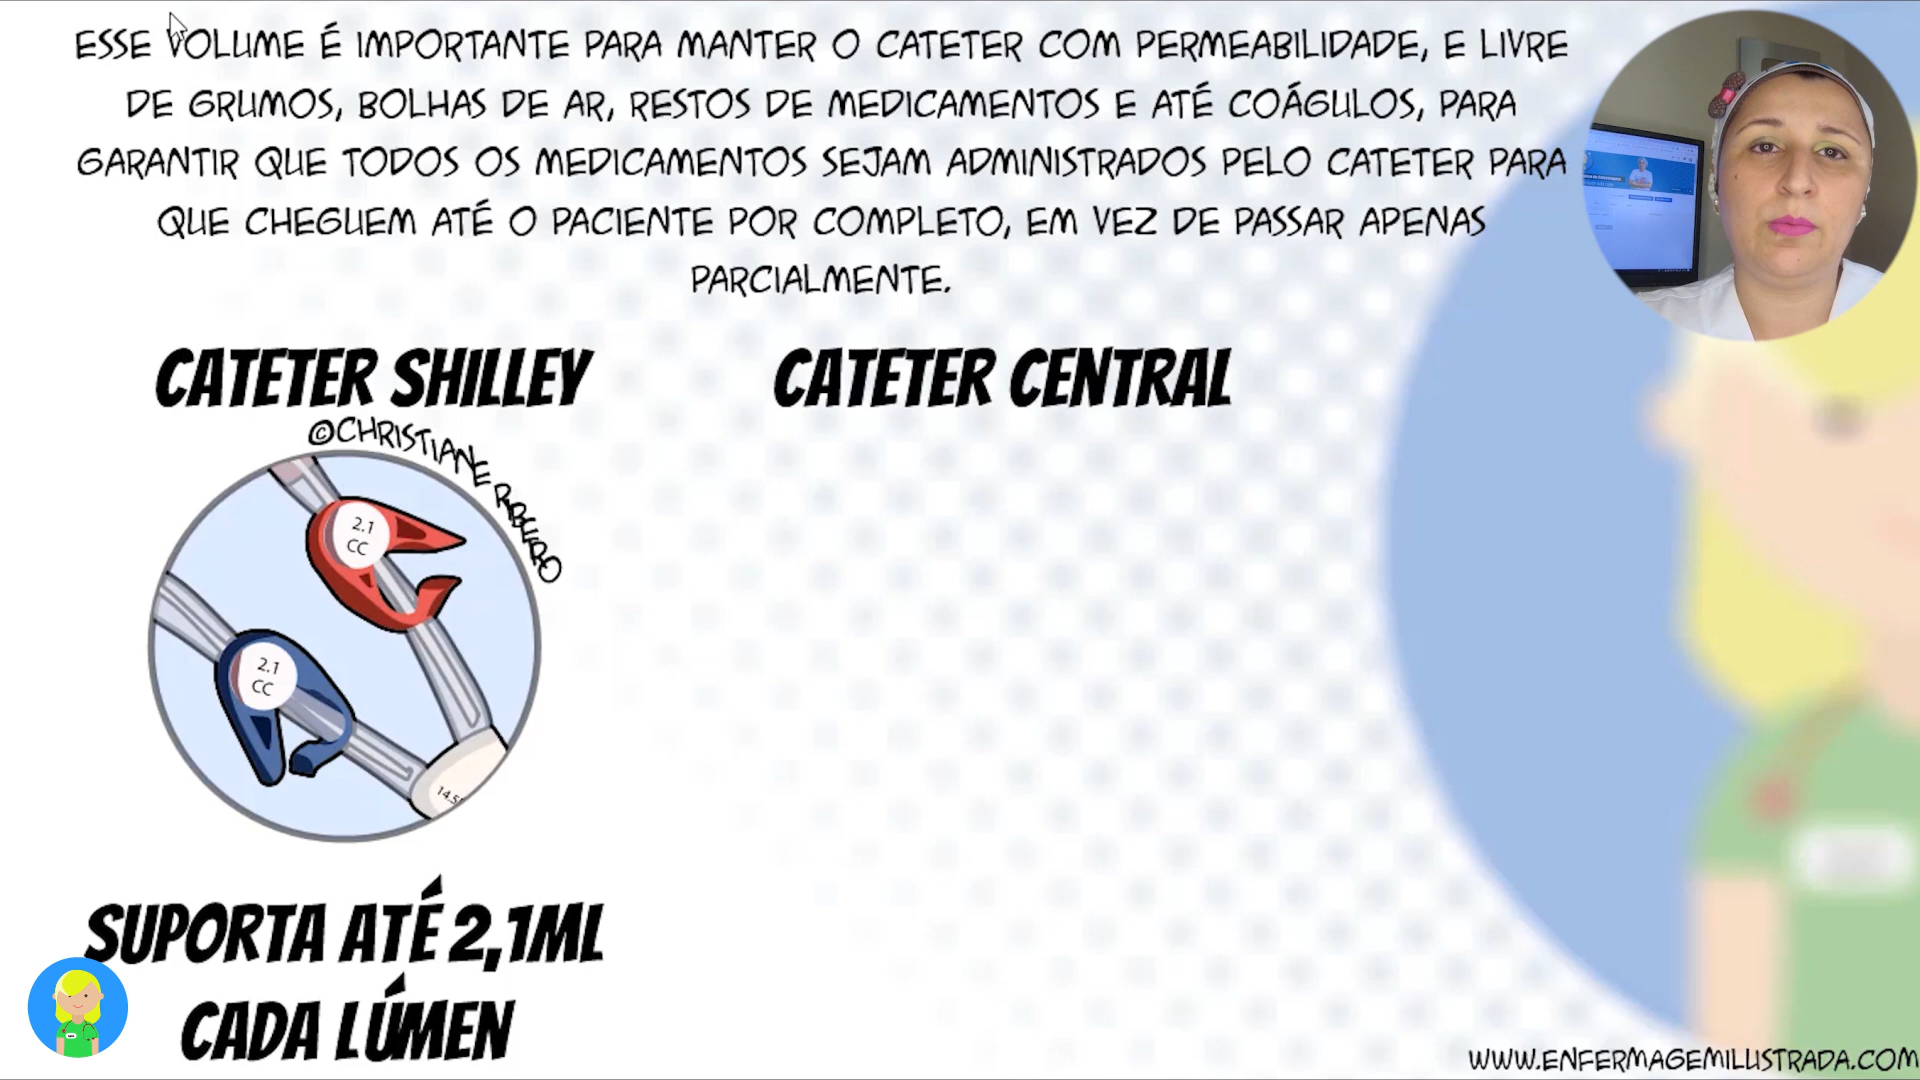 ESSE VOLUME É IMPORTANTE PARA MANTER O CATETER COM PERMEABILIDADE, E LIVRE
DE GRUMOS, BOLHAS DE AR, RESTOS DE MEDICAMENTOS E ATÉ COÁGULOS, PARA
GARANTIR QUE TODOS OS MEDICAMENTOS SEJAM ADMINISTRADOS PELO CATETER PARA
QUE CHEGUEM ATÉ O PACIENTE POR COMPLETO, EM VEZ DE PASSAR APENAS
PARCIALMENTE.
CATETER SHILLEY
CATETER CENTRAL
©CHRISTIANE RIBEIRO
2.1
CC
2.1
CC
SUPORTA ATÉ 2,1ML
CADA LÚMEN
WWW.ENFERMAGEMILUSTRADA.COM